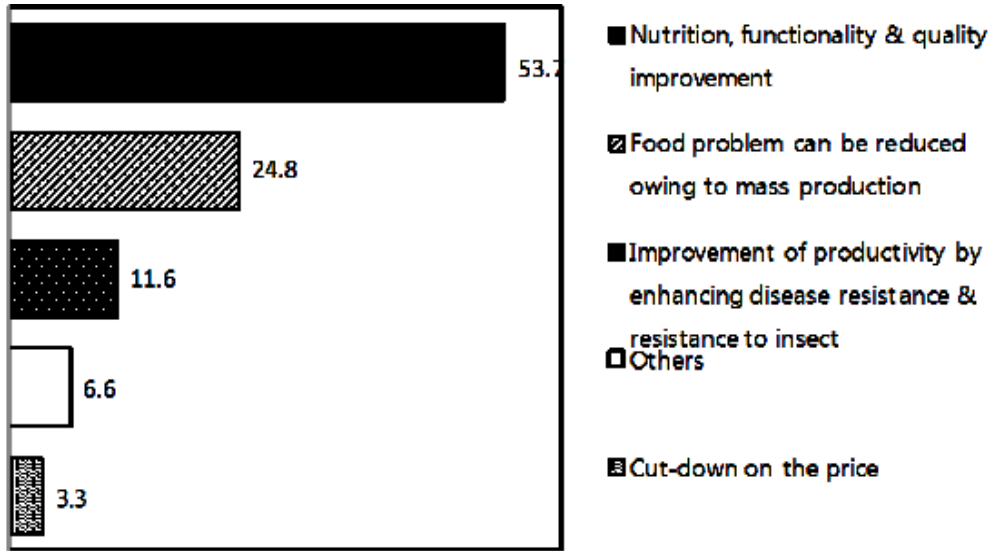 53.7
24.8
11.6
6.6
3.3
Nutrition, functionality & quality
improvement
Food problem can be reduced
owing to mass production
Improvement of productivity by
enhancing disease resistance &
resistance to insect
Others
Cut-down on the price